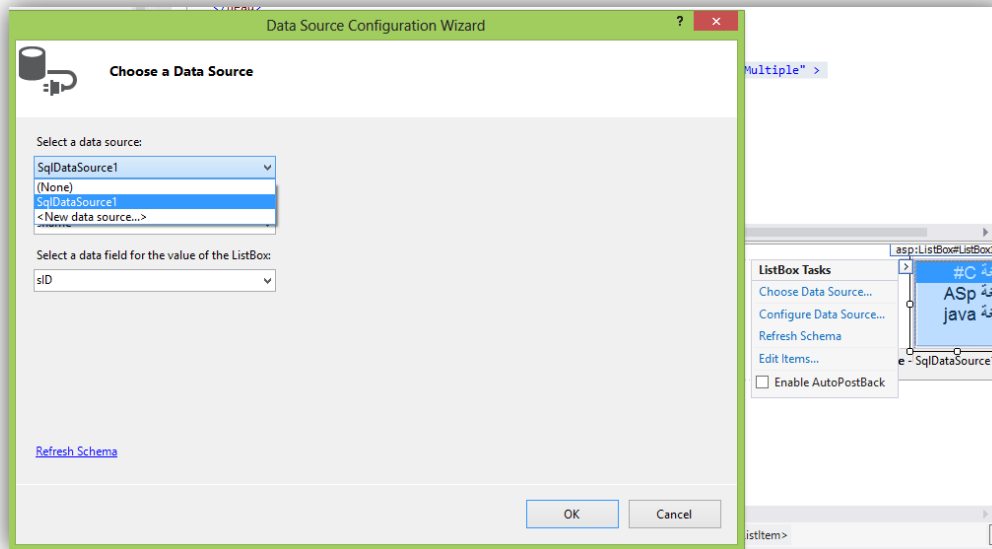 Data Source Configuration Wizard
?
Choose a Data Source
Multiple" >
Select a data source:
SqlDataSource1
(None)
SqlDataSource1
<New data source...>
Select a data field for the value of the ListBox:
sID
asp:ListBox#ListBox
ListBox Tasks
Choose Data Source...
Configure Data Source...
Refresh Schema
Edit Items...
Enable AutoPostBack
C#
ASp
java
e - SqlDataSource
Refresh Schema
OK
Cancel
istItem>